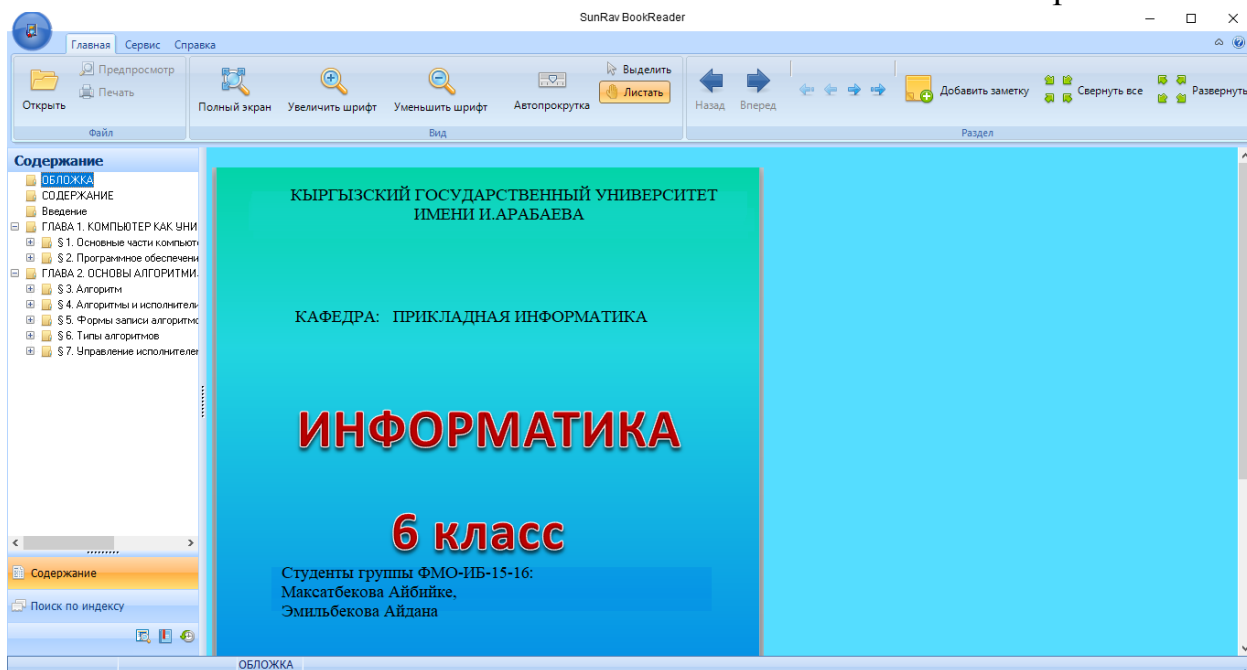 SunRav BookReader
Главная Сервис Справка
Открыть
Предпросмотр
Печать
Файл
Полный экран
Увеличить шрифт
Уменьшить шрифт
Автопрокрутка
Выделить
Листать
Вид
Назад
Вперед
Добавить заметку
Свернуть все
Развернуть
Раздел
Содержание
ОБЛОЖКА
СОДЕРЖАНИЕ
Введение
ГЛАВА 1. КОМПЬЮТЕР КАК УНИ
§ 1. Основные части компьют
§ 2. Программное обеспечени
ГЛАВА 2. ОСНОВЫ АЛГОРИТМИ
§ 3. Алгоритм
§ 4. Алгоритмы и исполнители
§ 5. Формы записи алгоритмо
§ 6. Типы алгоритмов
§ 7. Управление исполнителем
Содержание
Поиск по индексу
КЫРГЫЗСКИЙ ГОСУДАРСТВЕННЫЙ УНИВЕРСИТЕТ
ИМЕНИ И.АРАБАЕВА
КАФЕДРА: ПРИКЛАДНАЯ ИНФОРМАТИКА
ИНФОРМАТИКА
6 класс
Студенты группы ФМО-ИБ-15-16:
Максатбекова Айбийке,
Эмильбекова Айдана
ОБЛОЖКА